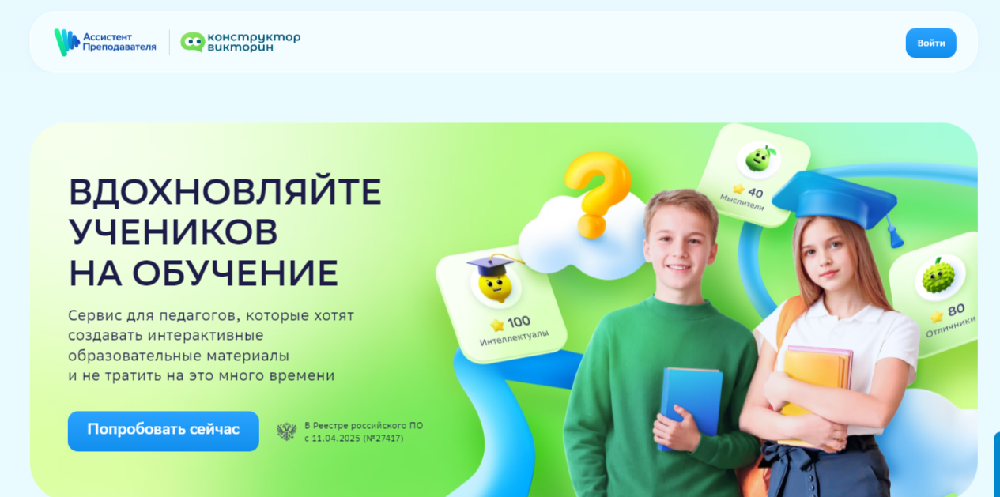 Ассистент
Преподавателя
конструктор
викторин
Войти
ВДОХНОВЛЯЙТЕ
УЧЕНИКОВ
НА ОБУЧЕНИЕ
Сервис для педагогов, которые хотят
создавать интерактивные
образовательные материалы
и не тратить на это много времени
Попробовать сейчас
В Реестре российского ПО
с 11.04.2025 (№27417)
?
40
Мыслители
100
Интеллектуалы
80
Отличники